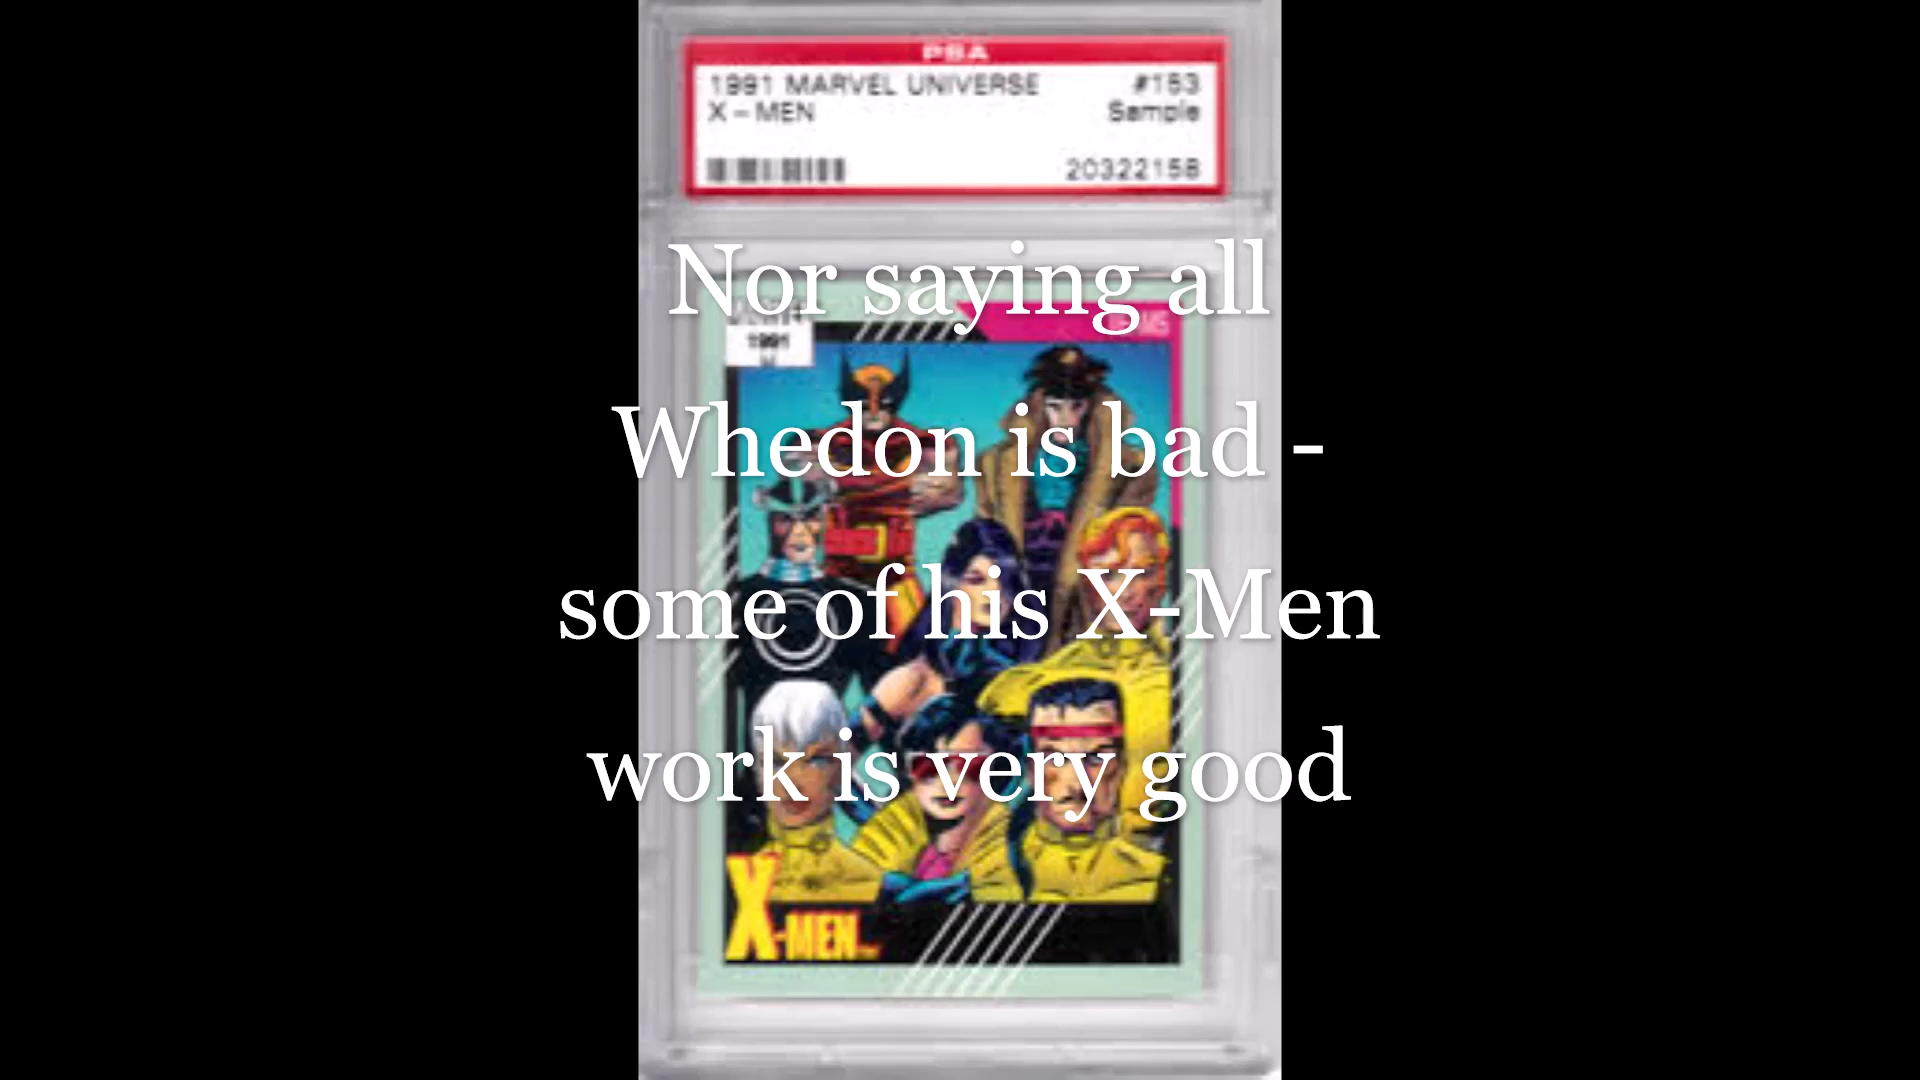 PSA
1991 MARVEL UNIVERSE #153
X - MEN Sample
20322158
Nor saying all
1991
Whedon is bad -
some of his X-Men
work is very good
X-MEN